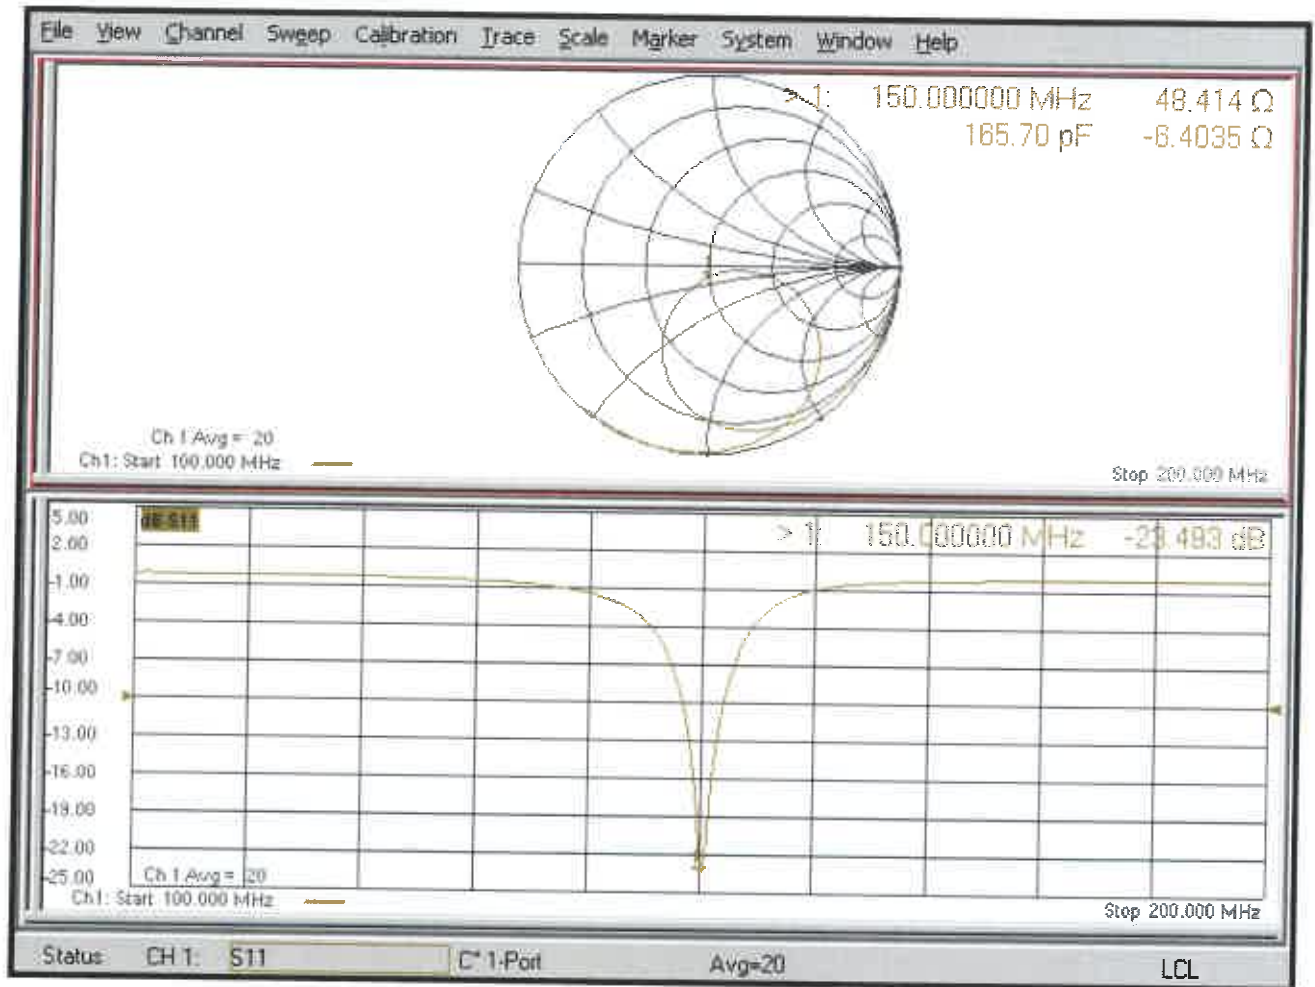 File View Channel Sweep Calibration Trace Scale Marker System Window Help
> 1: 150.000000 MHz 48.414 Ω
165.70 pF -6.4035 Ω
Ch 1 Avg = 20
Ch1: Start 100.000 MHz
Stop 200.000 MHz
5.00
dB S11
> 1: 150.000000 MHz -23.493 dB
2.00
-1.00
-4.00
-7.00
-10.00
-13.00
-16.00
-19.00
-22.00
-25.00
Ch 1 Avg = 20
Ch1: Start 100.000 MHz
Stop 200.000 MHz
Status CH 1: S11 C* 1-Port Avg=20 LCL